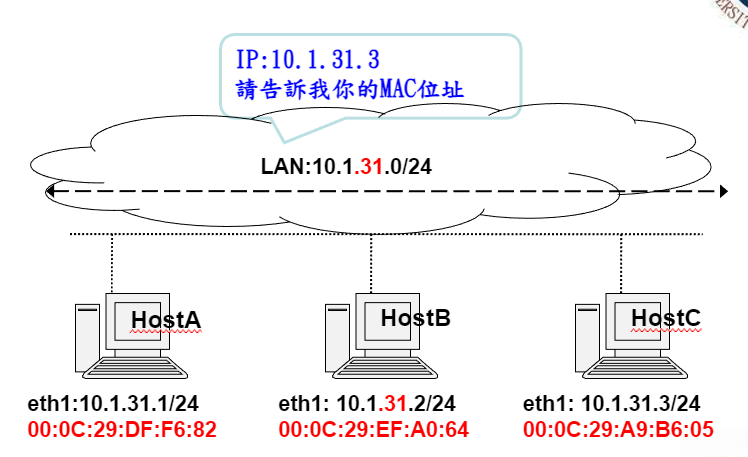 ERSIT
IP:10.1.31.3
請告訴我你的MAC位址
LAN:10.1.31.0/24
HostA
HostB
HostC
eth1:10.1.31.1/24
00:0C:29:DF:F6:82
eth1: 10.1.31.2/24
00:0C:29:EF:A0:64
eth1: 10.1.31.3/24
00:0C:29:A9:B6:05